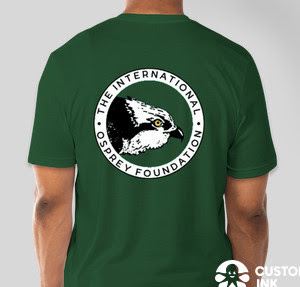 • THE INTERNATIONAL •
OSPREY FOUNDATION
CUSTO
INK